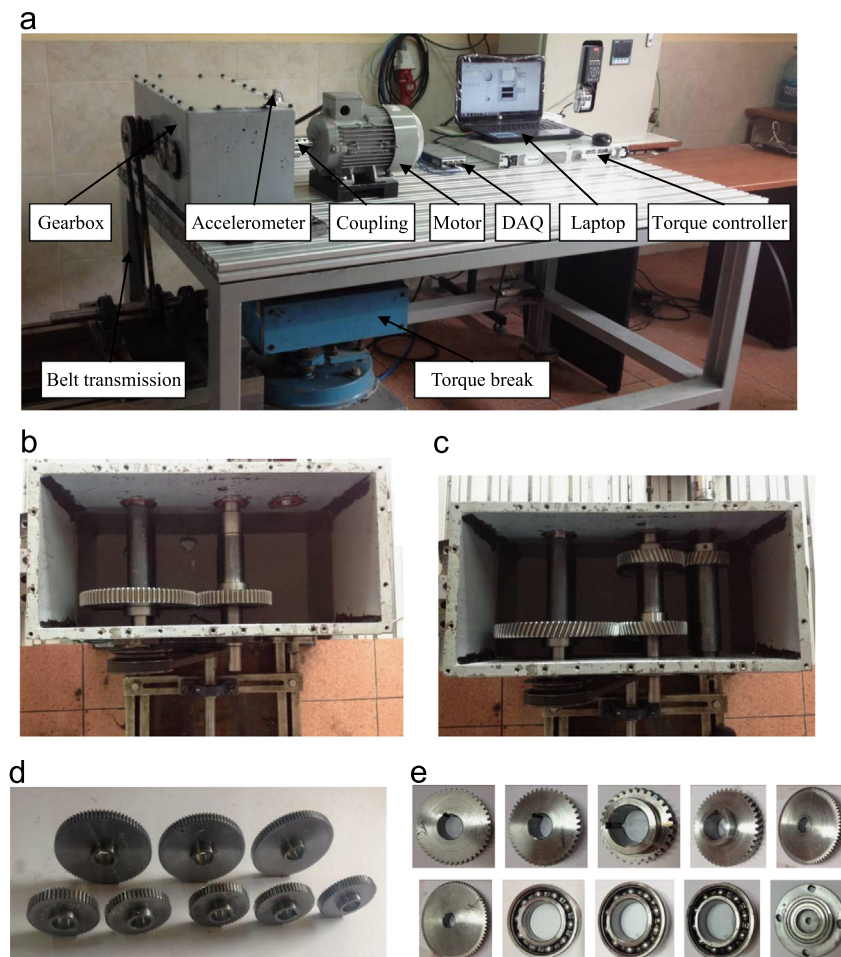 a
Gearbox
Accelerometer
Coupling
Motor
DAQ
Laptop
Torque controller
Belt transmission
Torque break
b
c
d
e